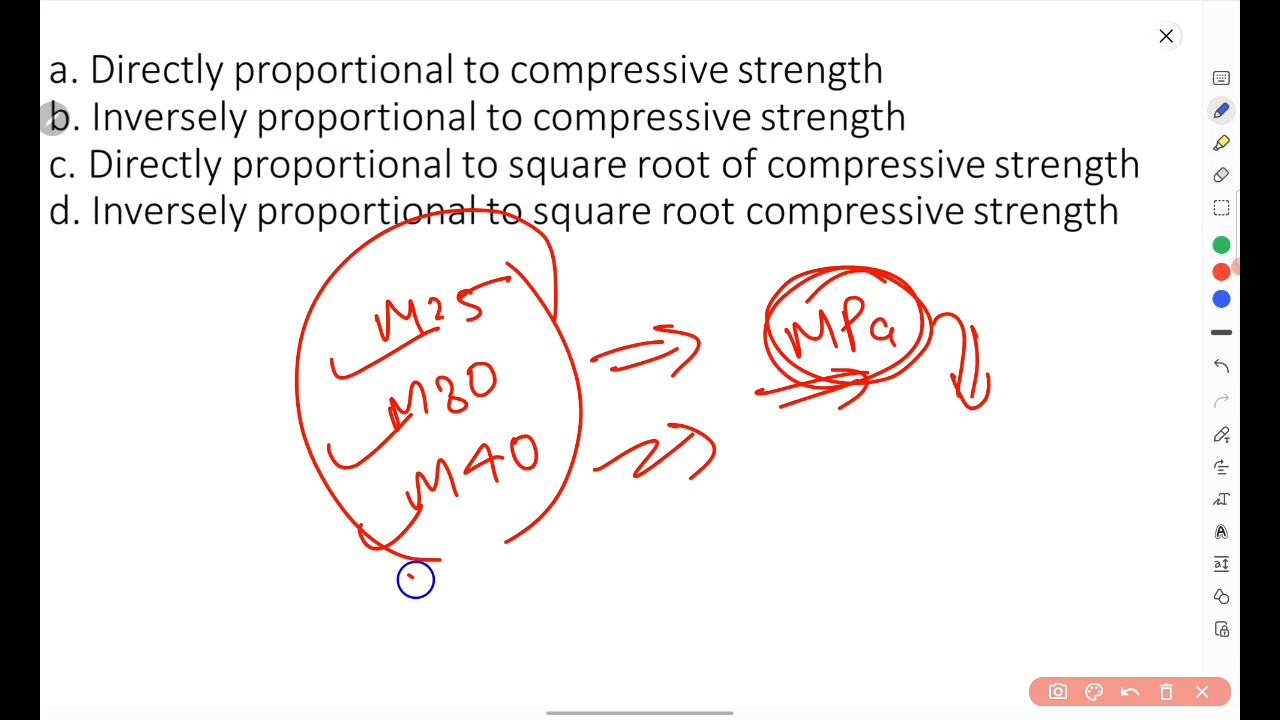 a. Directly proportional to compressive strength
b. Inversely proportional to compressive strength
c. Directly proportional to square root of compressive strength
d. Inversely proportional to square root compressive strength
M25
M30
M40
MPa